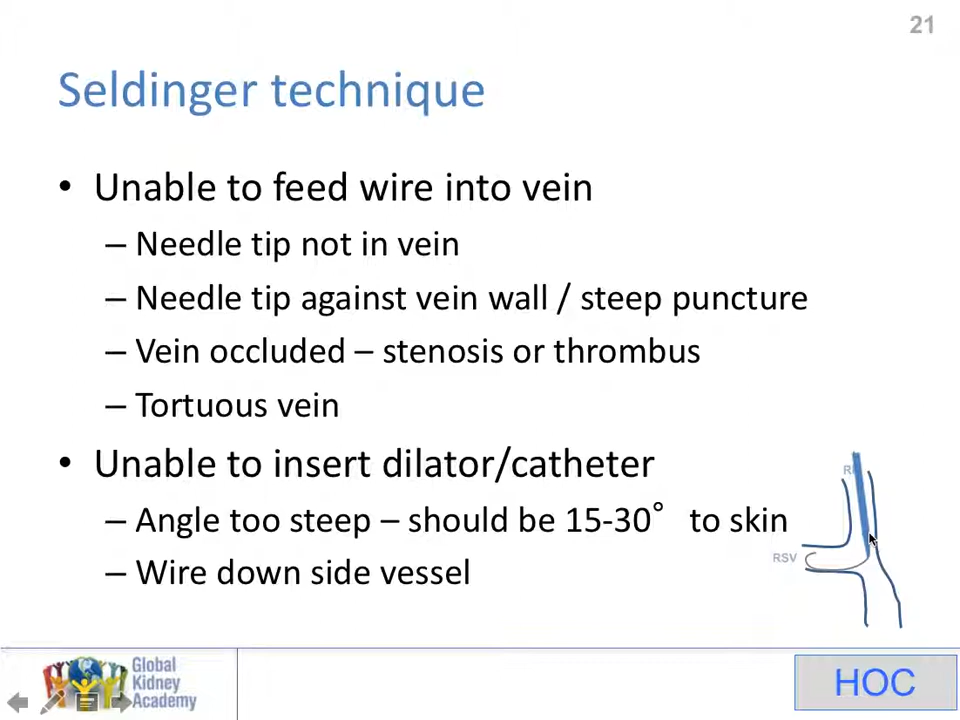 21
Seldinger technique
• Unable to feed wire into vein
– Needle tip not in vein
– Needle tip against vein wall / steep puncture
– Vein occluded – stenosis or thrombus
– Tortuous vein
• Unable to insert dilator/catheter
– Angle too steep – should be 15-30° to skin
– Wire down side vessel
RSV
Global
Kidney
Academy
HOC